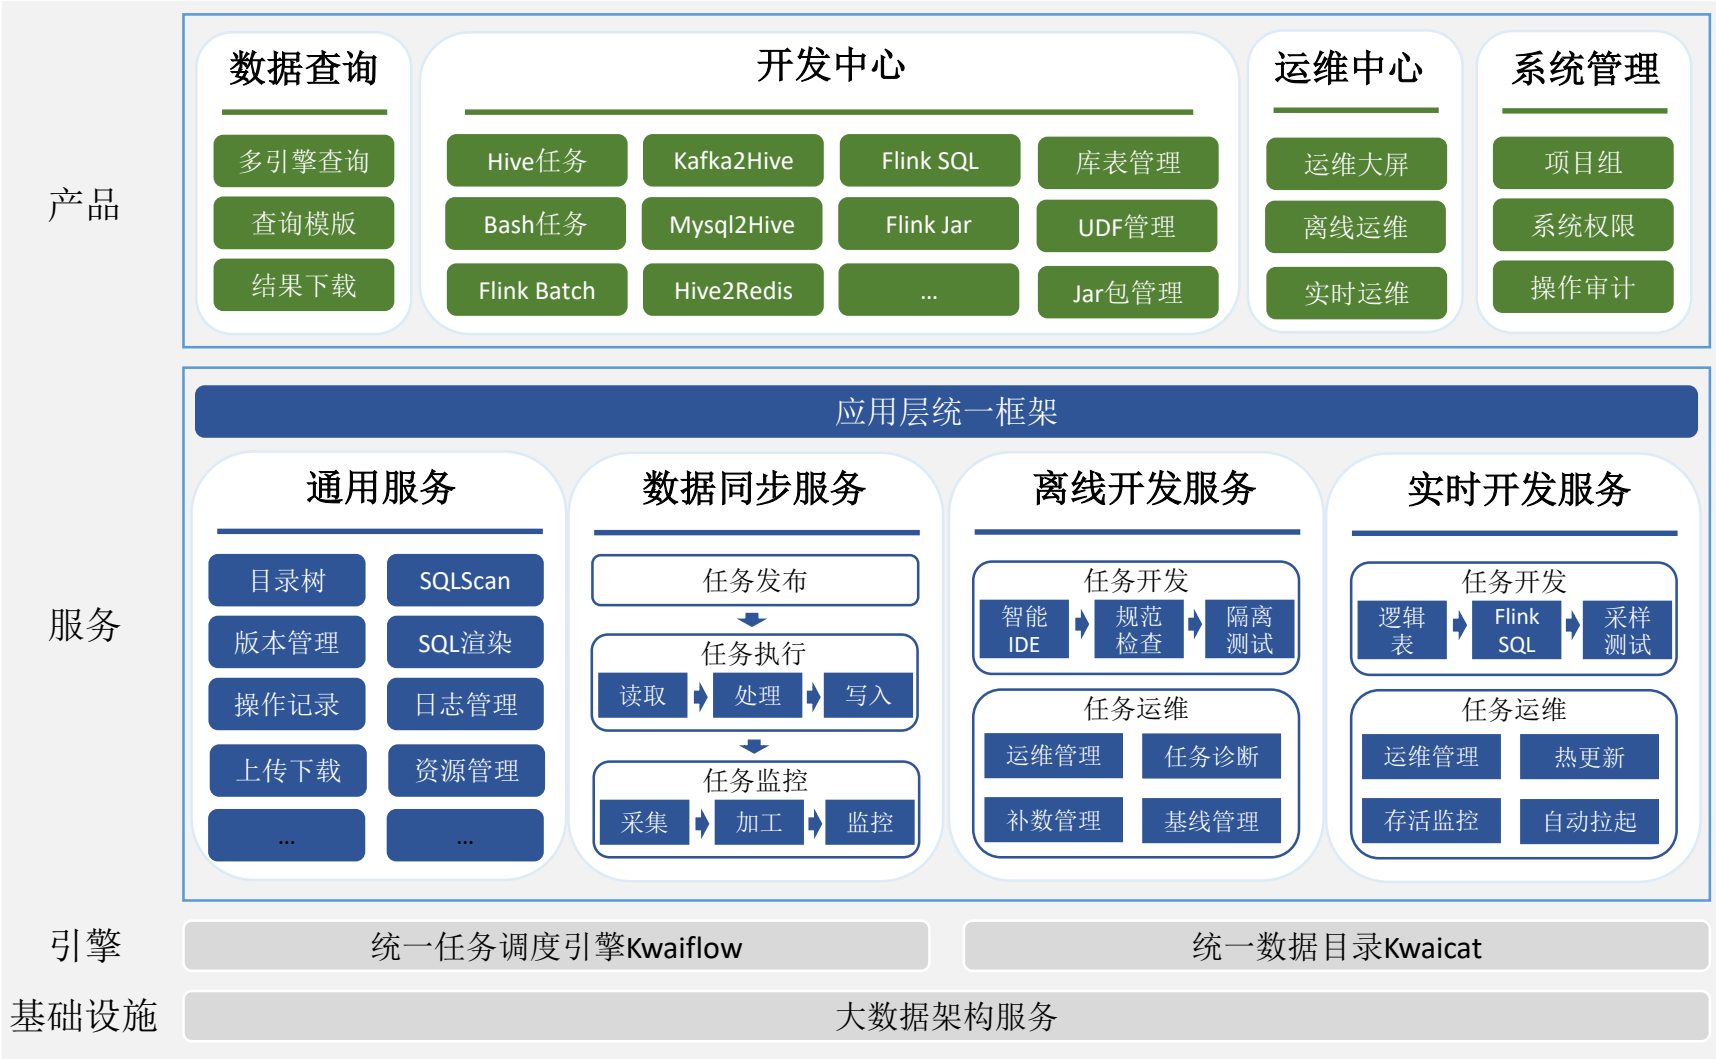 产品
数据查询
多引擎查询
查询模版
结果下载
开发中心
Hive任务
Kafka2Hive
Flink SQL
库表管理
Bash任务
Mysql2Hive
Flink Jar
UDF管理
Flink Batch
Hive2Redis
...
Jar包管理
运维中心
运维大屏
离线运维
实时运维
系统管理
项目组
系统权限
操作审计
服务
应用层统一框架
通用服务
目录树
SQLScan
版本管理
SQL渲染
操作记录
日志管理
上传下载
资源管理
...
...
数据同步服务
任务发布
任务执行
读取
处理
写入
任务监控
采集
加工
监控
离线开发服务
任务开发
智能
IDE
规范
检查
隔离
测试
任务运维
运维管理
任务诊断
补数管理
基线管理
实时开发服务
任务开发
逻辑
表
Flink
SQL
采样
测试
任务运维
运维管理
热更新
存活监控
自动拉起
引擎
统一任务调度引擎Kwaiflow
统一数据目录Kwaicat
基础设施
大数据架构服务